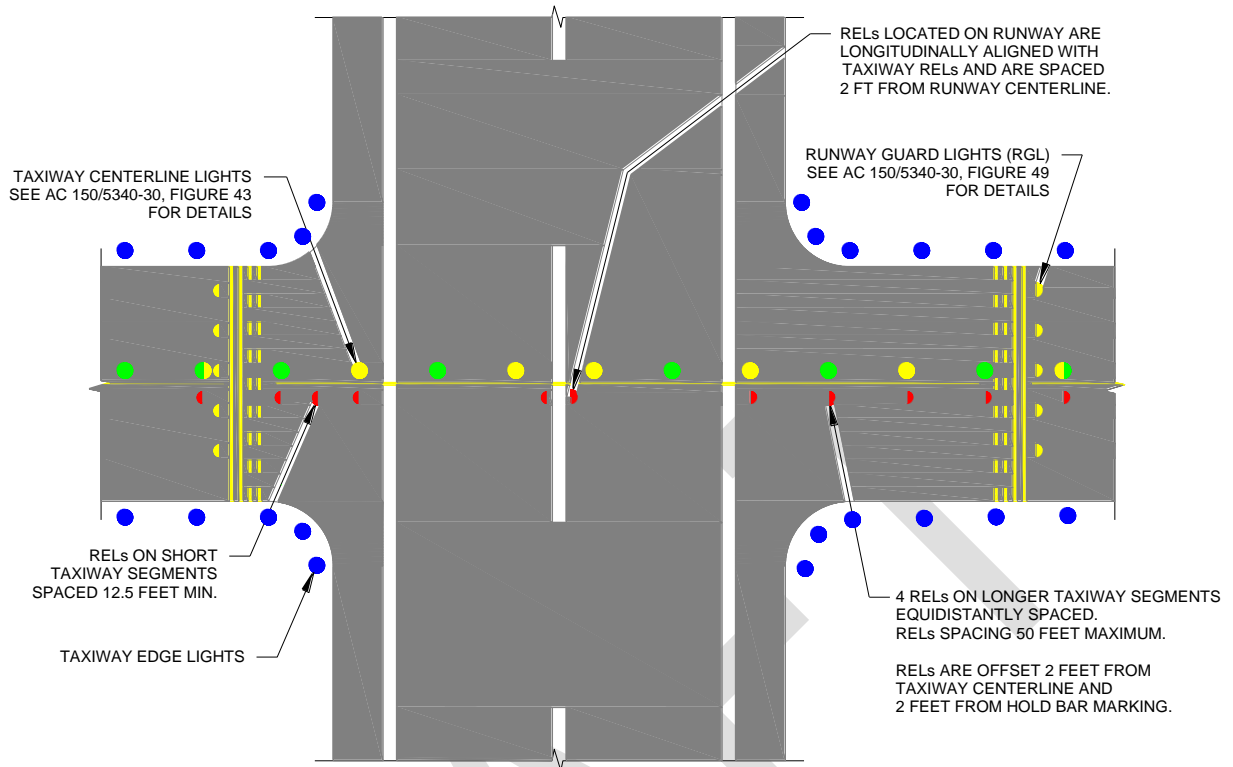 RELs LOCATED ON RUNWAY ARE
LONGITUDINALLY ALIGNED WITH
TAXIWAY RELs AND ARE SPACED
2 FT FROM RUNWAY CENTERLINE.
TAXIWAY CENTERLINE LIGHTS
SEE AC 150/5340-30, FIGURE 43
FOR DETAILS
RUNWAY GUARD LIGHTS (RGL)
SEE AC 150/5340-30, FIGURE 49
FOR DETAILS
RELs ON SHORT
TAXIWAY SEGMENTS
SPACED 12.5 FEET MIN.
TAXIWAY EDGE LIGHTS
4 RELs ON LONGER TAXIWAY SEGMENTS
EQUIDISTANTLY SPACED.
RELs SPACING 50 FEET MAXIMUM.
RELs ARE OFFSET 2 FEET FROM
TAXIWAY CENTERLINE AND
2 FEET FROM HOLD BAR MARKING.